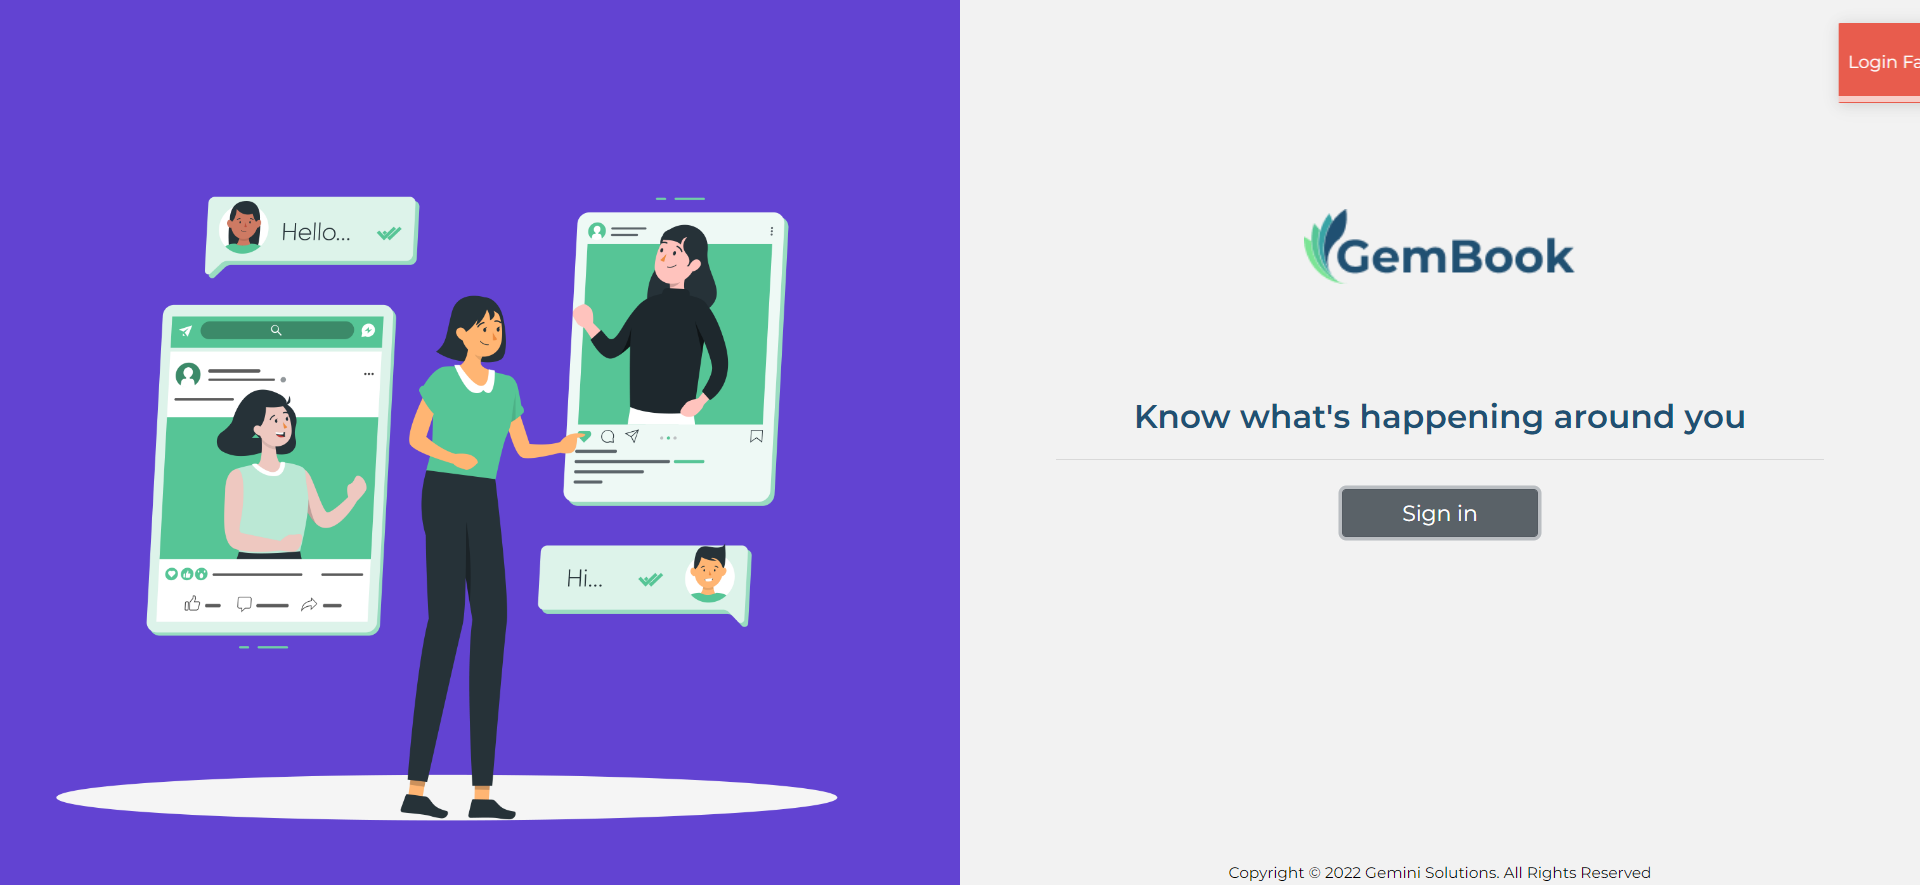 Login Fa
Hello...
GemBook
Know what's happening around you
Sign in
Hi...
Copyright © 2022 Gemini Solutions. All Rights Reserved